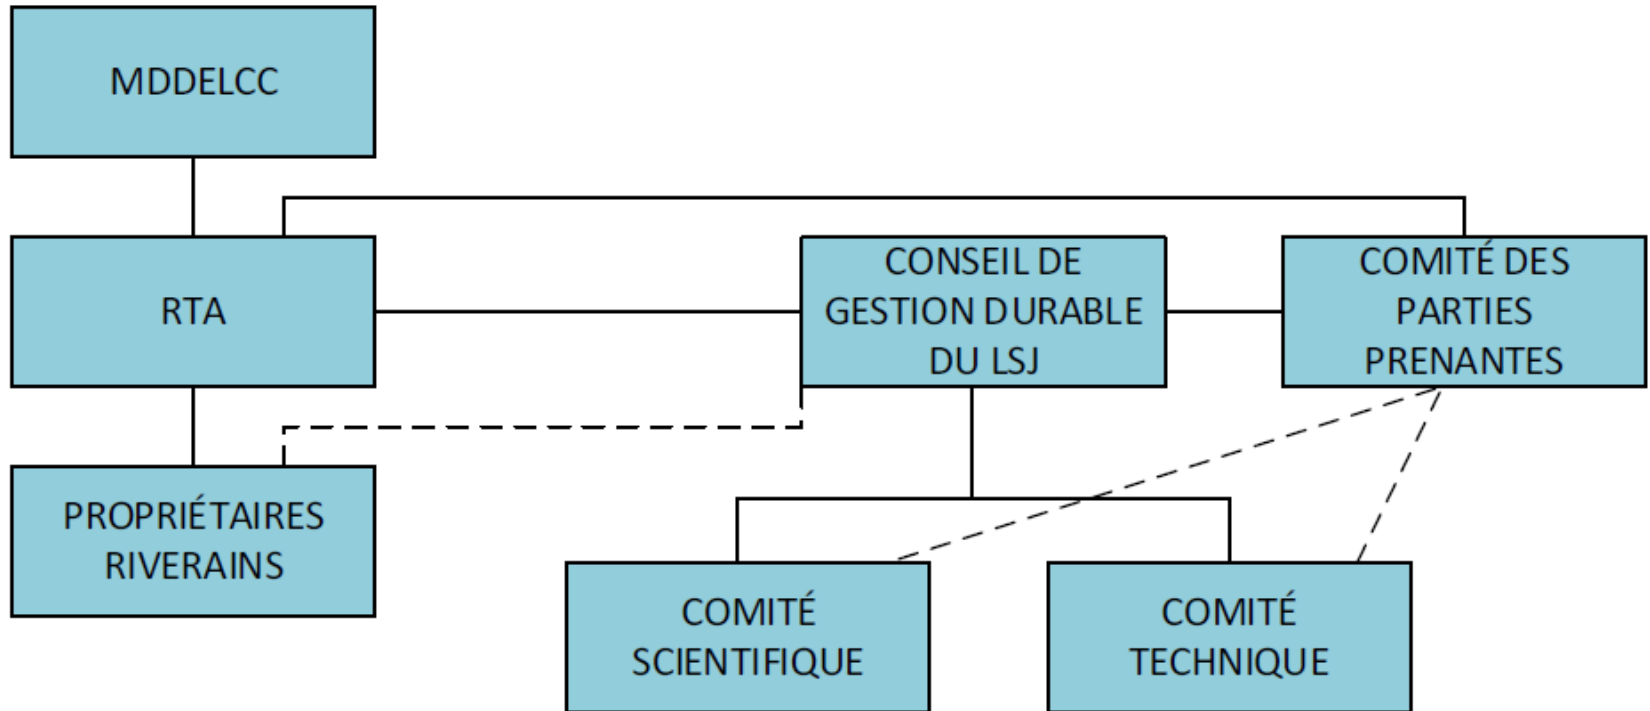 MDDELCC
RTA
CONSEIL DE
GESTION DURABLE
DU LSJ
COMITÉ DES
PARTIES
PRENANTES
PROPRIÉTAIRES
RIVERAINS
COMITÉ
SCIENTIFIQUE
COMITÉ
TECHNIQUE